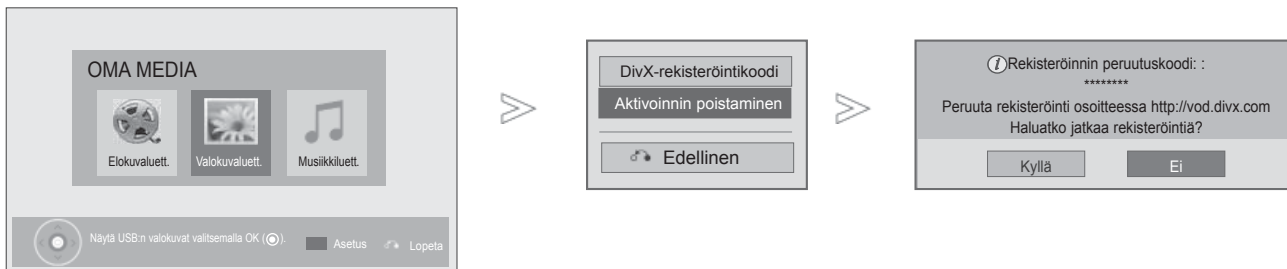 OMA MEDIA
Elokuvaluett.
Valokuvaluett.
Musiikkiluett.
Näytä USB:n valokuvat valitsemalla OK (◉).
Asetus
Lopeta
DivX-rekisteröintikoodi
Aktivoinnin poistaminen
Edellinen
Rekisteröinnin peruutuskoodi: :
********
Peruuta rekisteröinti osoitteessa http://vod.divx.com
Haluatko jatkaa rekisteröintiä?
Kyllä
Ei